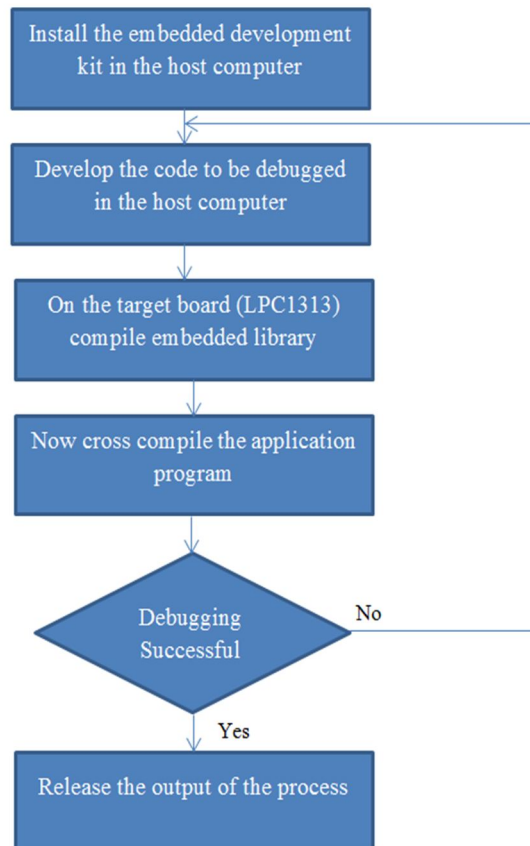 Install the embedded development
kit in the host computer
Develop the code to be debugged
in the host computer
On the target board (LPC1313)
compile embedded library
Now cross compile the application
program
Debugging
Successful
No
Yes
Release the output of the process